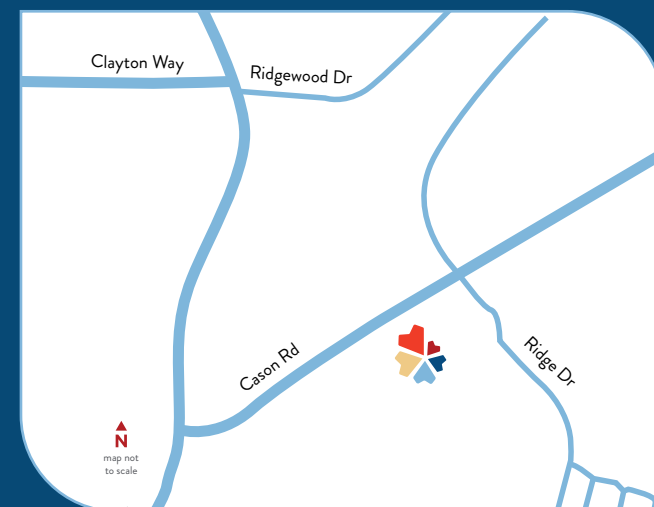 Clayton Way
Ridgewood Dr
Cason Rd
Ridge Dr
N
map not
to scale